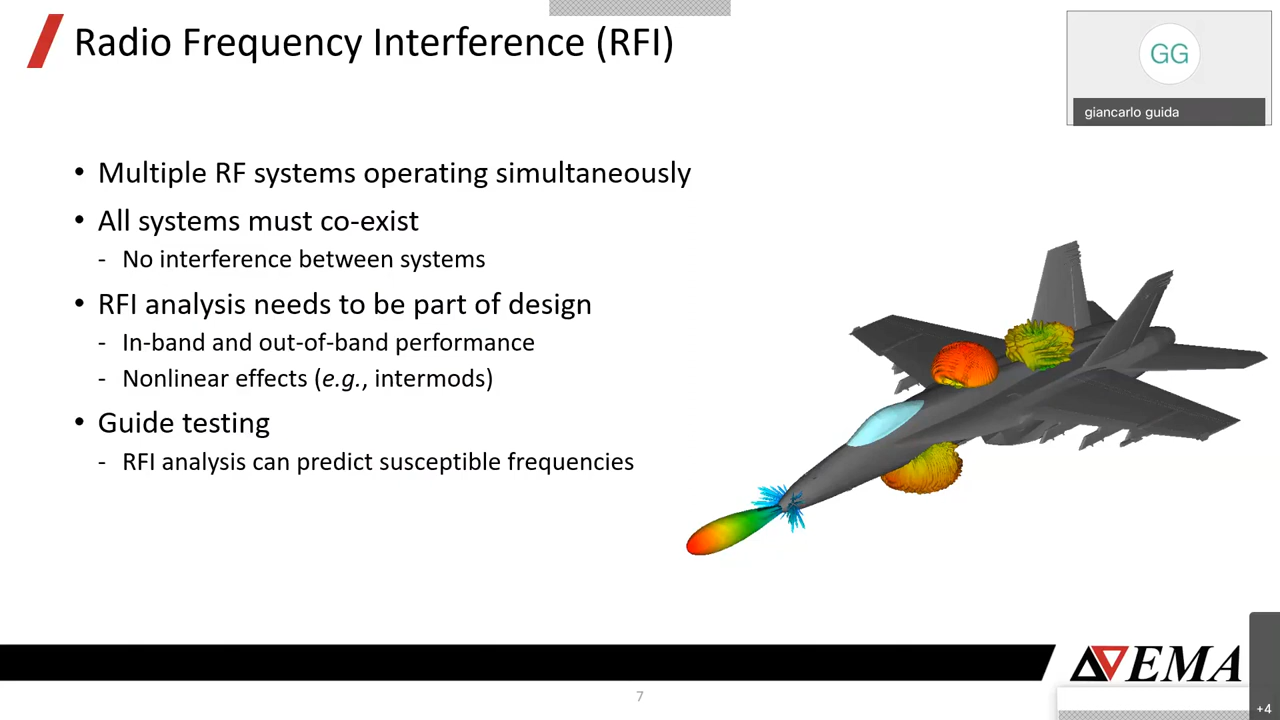 Radio Frequency Interference (RFI)
GG
giancarlo guida
• Multiple RF systems operating simultaneously
• All systems must co-exist
- No interference between systems
• RFI analysis needs to be part of design
- In-band and out-of-band performance
- Nonlinear effects (e.g., intermods)
• Guide testing
- RFI analysis can predict susceptible frequencies
EMA
7
+4